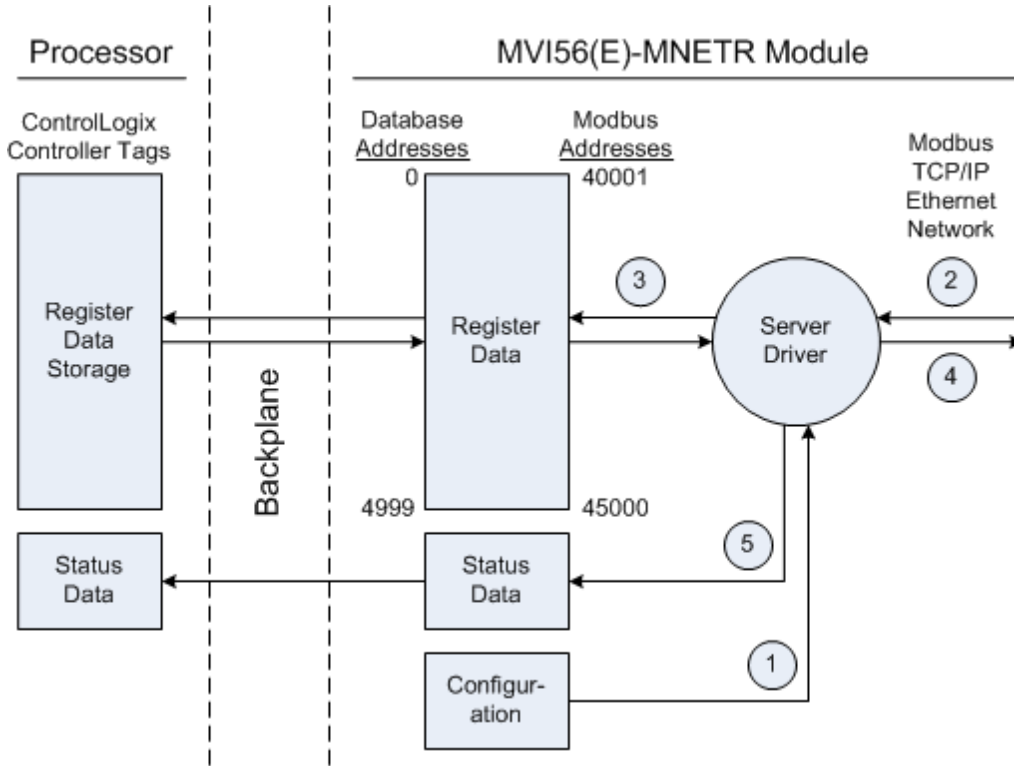 Processor
MVI56(E)-MNETR Module
ControlLogix
Controller Tags
Database
Addresses
Modbus
Addresses
Modbus
TCP/IP
Ethernet
Network
0
40001
3
2
Register
Data
Storage
Register
Data
Server
Driver
4
Backplane
4999
45000
5
Status
Data
Status
Data
1
Configur-
ation